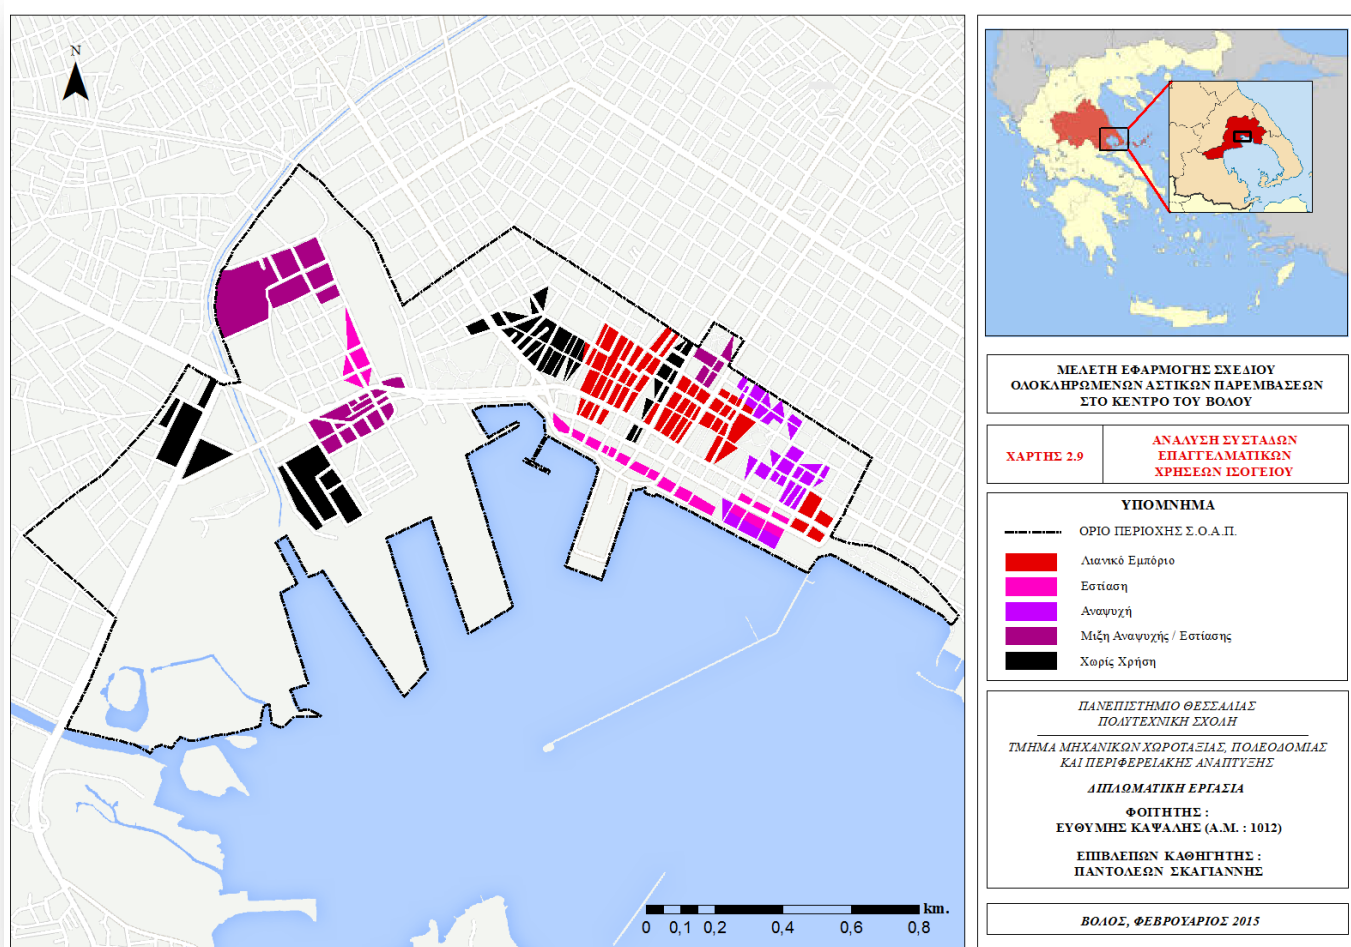 N
ΜΕΛΕΤΗ ΕΦΑΡΜΟΓΗΣ ΣΧΕΔΙΟΥ
ΟΛΟΚΛΗΡΩΜΕΝΩΝ ΑΣΤΙΚΩΝ ΠΑΡΕΜΒΑΣΕΩΝ
ΣΤΟ ΚΕΝΤΡΟ ΤΟΥ ΒΟΛΟΥ
ΧΑΡΤΗΣ 2.9
ΑΝΑΛΥΣΗ ΣΥΣΤΑΔΩΝ
ΕΠΑΓΓΕΛΜΑΤΙΚΩΝ
ΧΡΗΣΕΩΝ ΙΣΟΓΕΙΟΥ
ΥΠΟΜΝΗΜΑ
ΟΡΙΟ ΠΕΡΙΟΧΗΣ Σ.Ο.Α.Π.
Λιανικό Εμπόριο
Εστίαση
Αναψυχή
Μιξη Αναψυχής / Εστίασης
Χωρίς Χρήση
ΠΑΝΕΠΙΣΤΗΜΙΟ ΘΕΣΣΑΛΙΑΣ
ΠΟΛΥΤΕΧΝΙΚΗ ΣΧΟΛΗ
ΤΜΗΜΑ ΜΗΧΑΝΙΚΩΝ ΧΩΡΟΤΑΞΙΑΣ, ΠΟΛΕΟΔΟΜΙΑΣ
ΚΑΙ ΠΕΡΙΦΕΡΕΙΑΚΗΣ ΑΝΑΠΤΥΞΗΣ
ΔΙΠΛΩΜΑΤΙΚΗ ΕΡΓΑΣΙΑ
ΦΟΙΤΗΤΗΣ :
ΕΥΘΥΜΗΣ ΚΑΨΑΛΗΣ (Α.Μ. : 1012)
ΕΠΙΒΛΕΠΩΝ ΚΑΘΗΓΗΤΗΣ :
ΠΑΝΤΟΛΕΩΝ ΣΚΑΓΙΑΝΝΗΣ
ΒΟΛΟΣ, ΦΕΒΡΟΥΑΡΙΟΣ 2015
km.
0 0,1 0,2 0,4 0,6 0,8